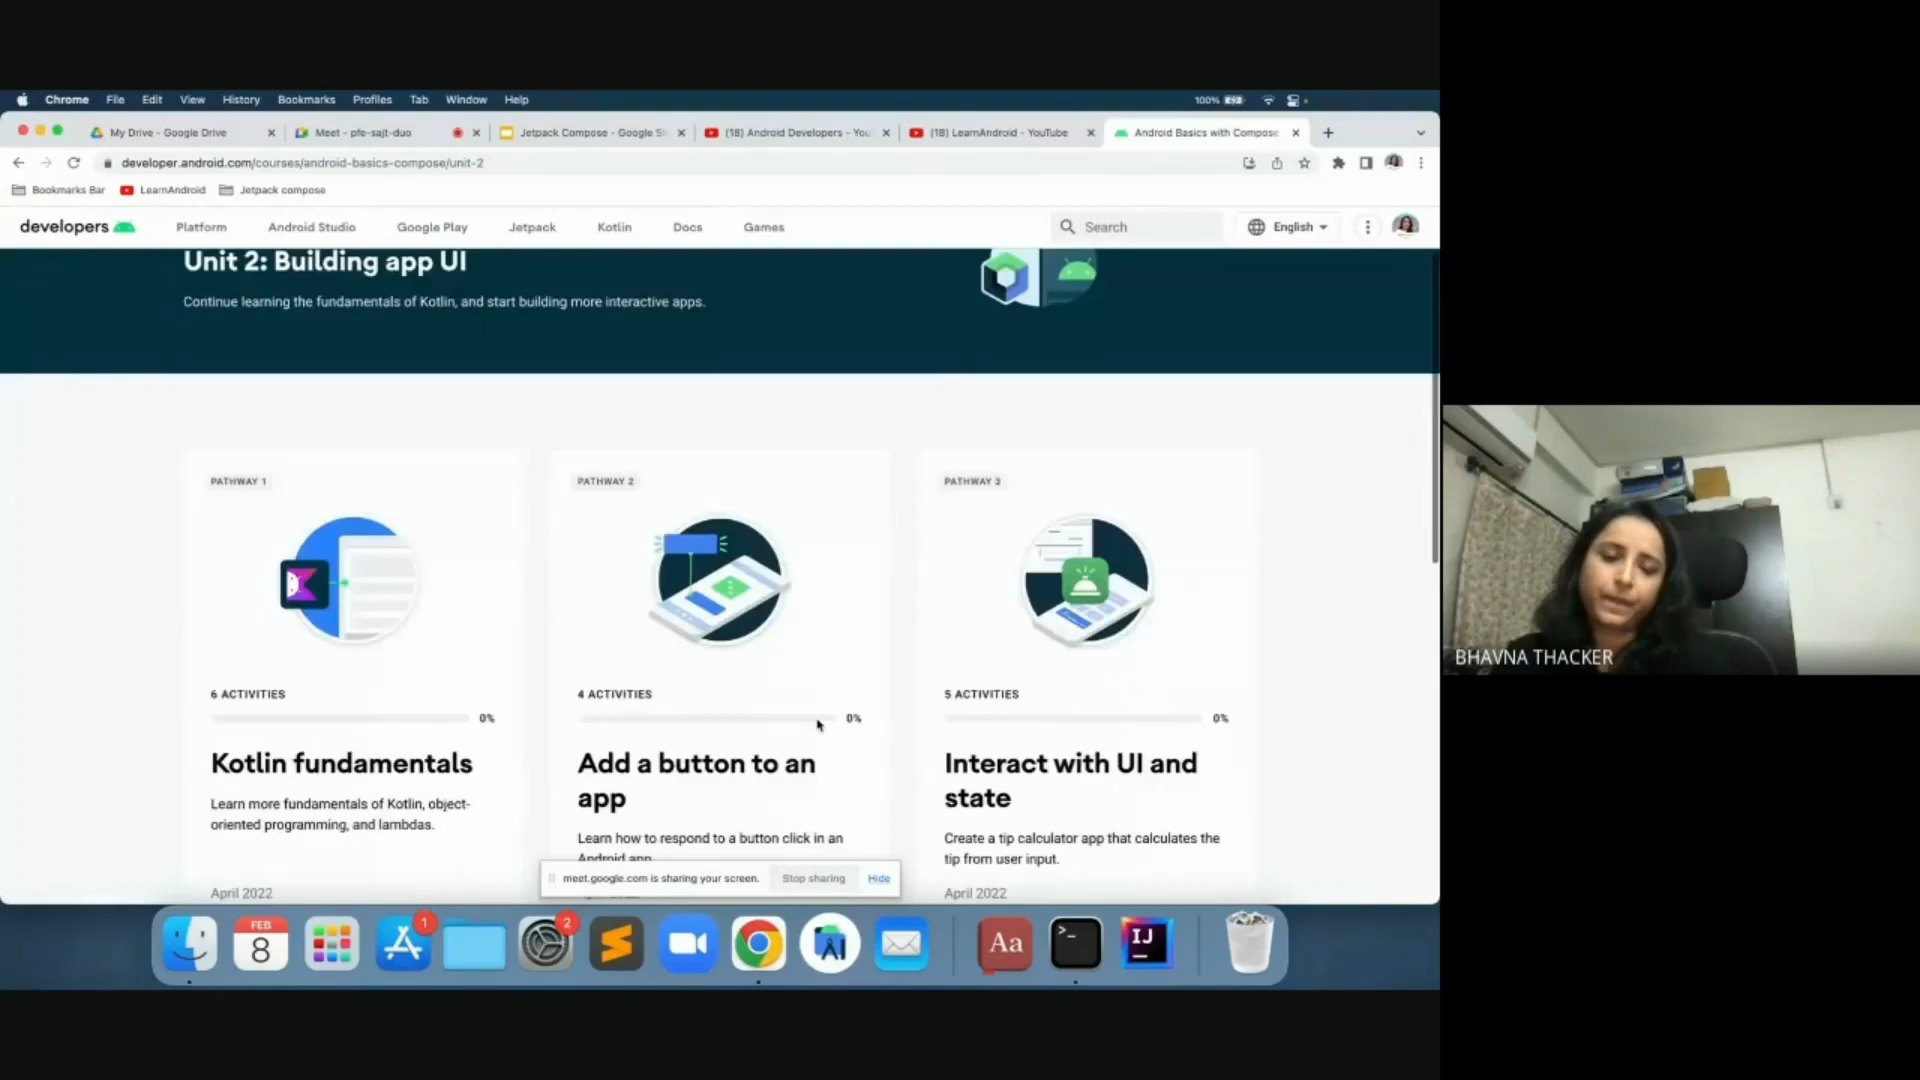 Chrome File Edit View History Bookmarks Profiles Tab Window Help 100%
My Drive - Google Drive Meet - pfe-sajt-duo Jetpack Compose - Google Sl (18) Android Developers - You (18) LearnAndroid - YouTube Android Basics with Compose
developer.android.com/courses/android-basics-compose/unit-2
Bookmarks Bar LearnAndroid Jetpack compose
developers Platform Android Studio Google Play Jetpack Kotlin Docs Games Search English
Unit 2: Building app UI
Continue learning the fundamentals of Kotlin, and start building more interactive apps.
PATHWAY 1 PATHWAY 2 PATHWAY 3
6 ACTIVITIES 4 ACTIVITIES 5 ACTIVITIES
0% 0% 0%
Kotlin fundamentals
Learn more fundamentals of Kotlin, object-
oriented programming, and lambdas.
April 2022
Add a button to an
app
Learn how to respond to a button click in an
Android app.
Interact with UI and
state
Create a tip calculator app that calculates the
tip from user input.
April 2022
meet.google.com is sharing your screen. Stop sharing Hide
FEB
8
1
2
Aa
>_
IJ
BHAVNA THACKER